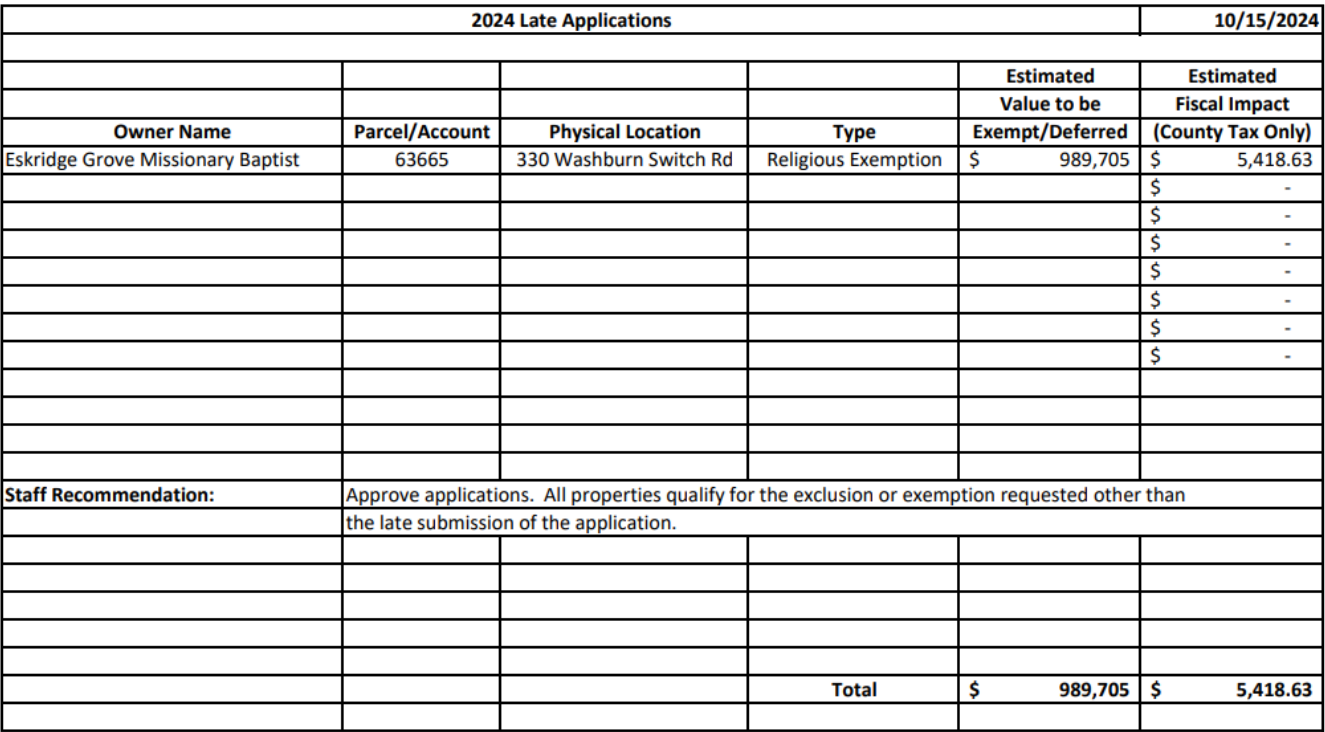 2024 Late Applications 10/15/2024
Estimated Estimated
Value to be Fiscal Impact
Owner Name Parcel/Account Physical Location Type Exempt/Deferred (County Tax Only)
Eskridge Grove Missionary Baptist 63665 330 Washburn Switch Rd Religious Exemption $ 989,705 $ 5,418.63
$ -
$ -
$ -
$ -
$ -
$ -
$ -
Staff Recommendation: Approve applications. All properties qualify for the exclusion or exemption requested other than
the late submission of the application.
Total $ 989,705 $ 5,418.63